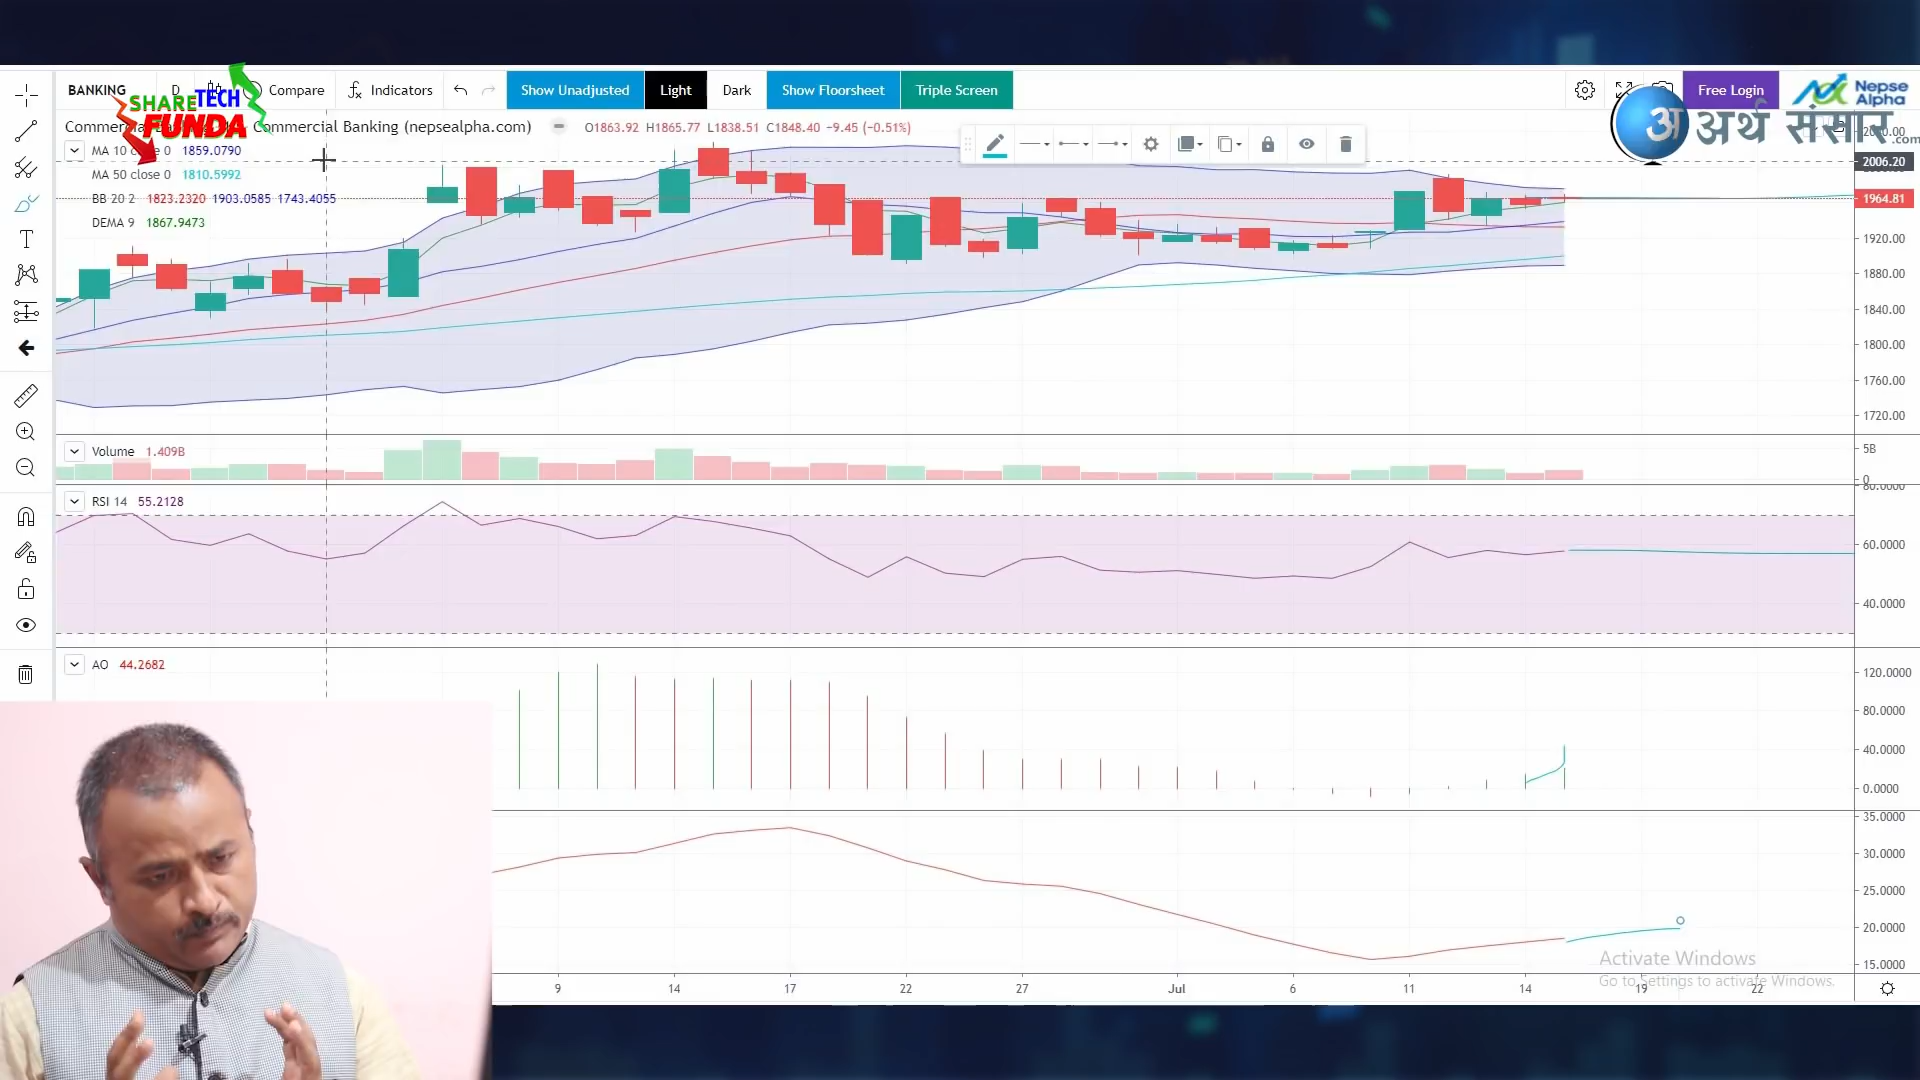 BANKING D Compare Indicators Show Unadjusted Light Dark Show Floorsheet Triple Screen Free Login Nepse Alpha
SHARE TECH
FUNDA
Commercial Banking (nepsealpha.com) O1863.92 H1865.77 L1838.51 C1848.40 −9.45 (−0.51%)
अ अर्थ संसार .com
MA 10 close 0 1859.0790
MA 50 close 0 1810.5992
BB 20 2 1823.2320 1903.0585 1743.4055
DEMA 9 1867.9473
2006.20
1964.81
1920.00
1880.00
1840.00
1800.00
1760.00
1720.00
Volume 1.409B
5B
0
RSI 14 55.2128
80.0000
60.0000
40.0000
AO 44.2682
120.0000
80.0000
40.0000
0.0000
35.0000
30.0000
25.0000
20.0000
15.0000
Activate Windows
Go to Settings to activate Windows.
9 14 17 22 27 Jul 6 11 14 19 22